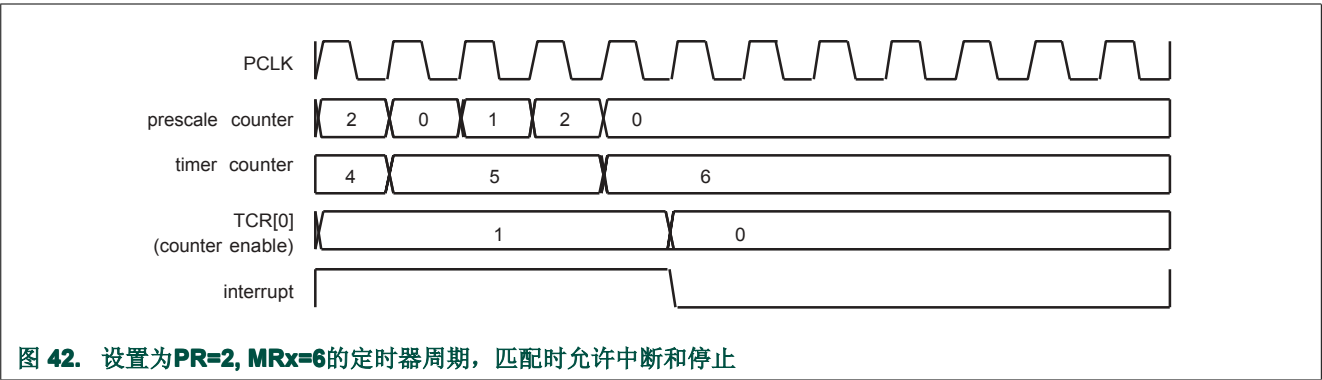 PCLK
prescale counter
2 0 1 2 0
timer counter
4 5 6
TCR[0]
(counter enable)
1 0
interrupt
图 42. 设置为PR=2, MRx=6的定时器周期，匹配时允许中断和停止